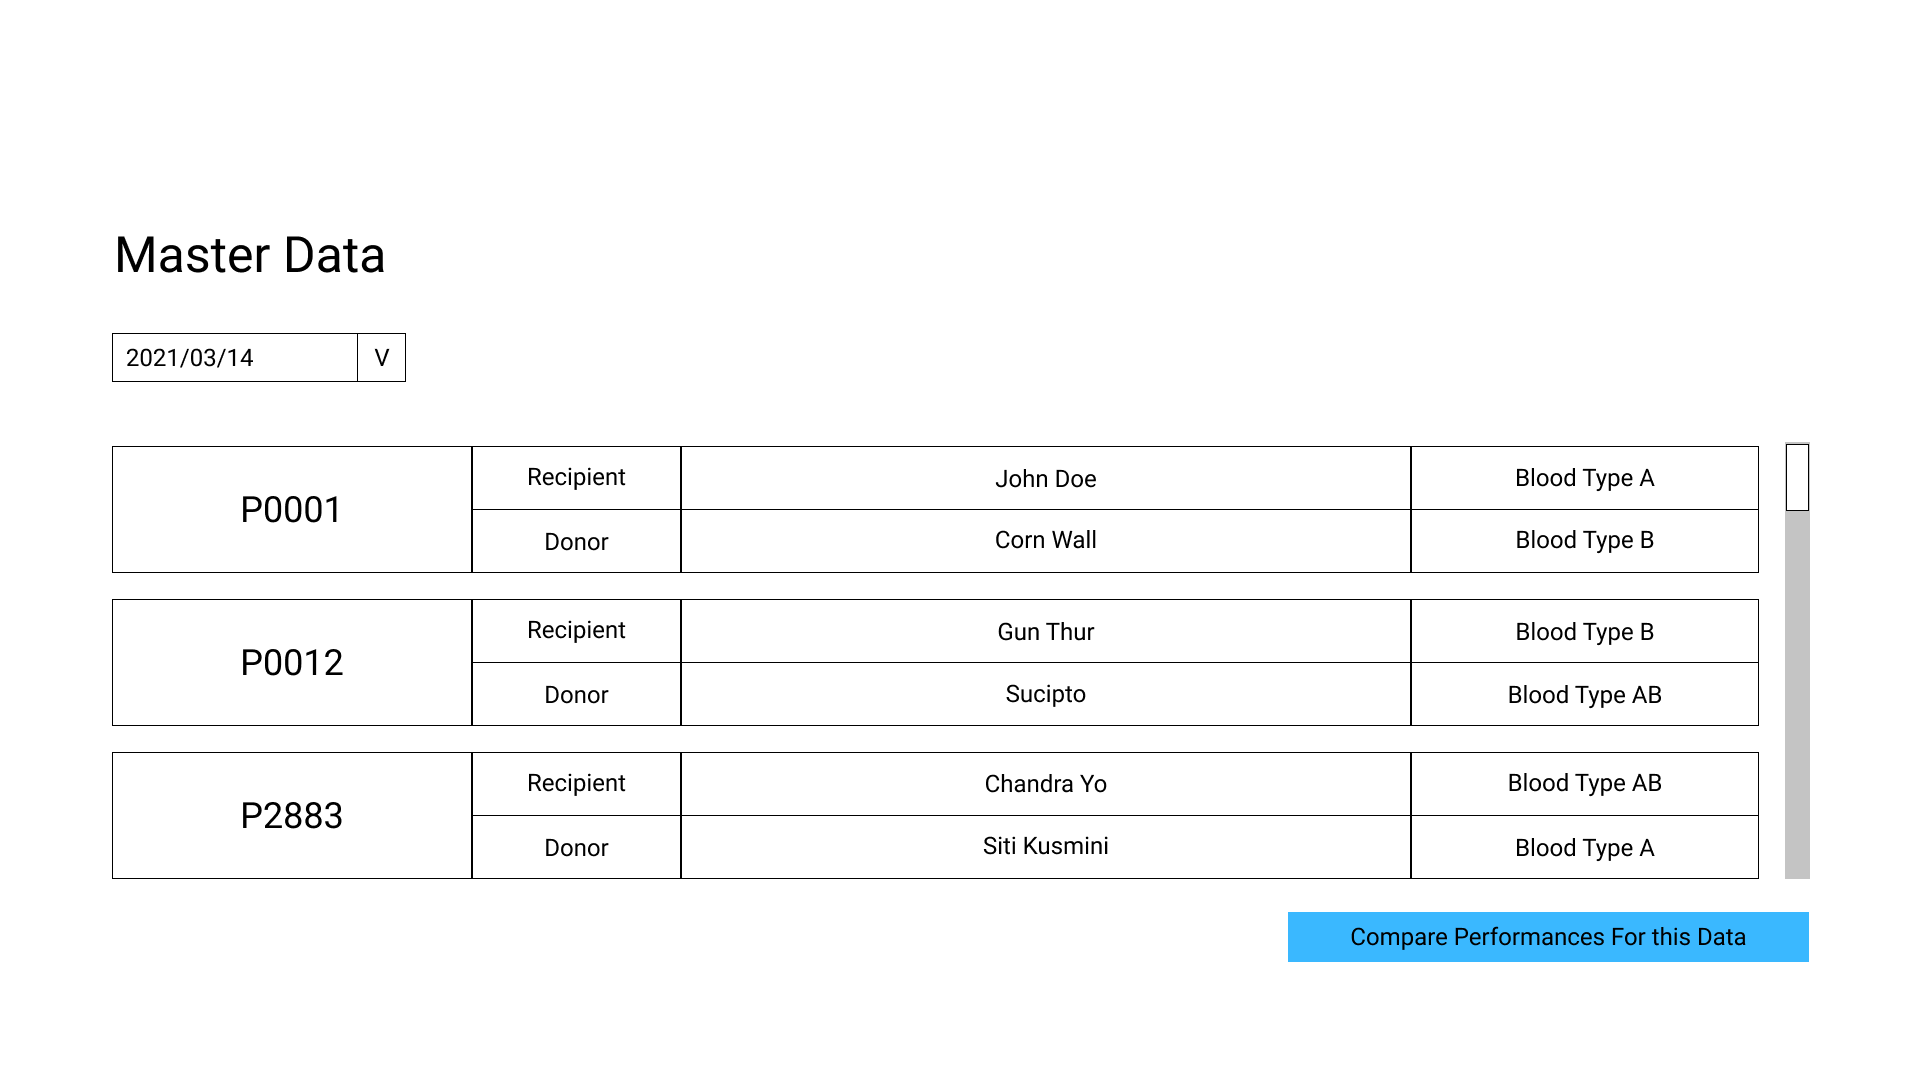 Master Data
2021/03/14 V
P0001
Recipient John Doe Blood Type A
Donor Corn Wall Blood Type B
P0012
Recipient Gun Thur Blood Type B
Donor Sucipto Blood Type AB
P2883
Recipient Chandra Yo Blood Type AB
Donor Siti Kusmini Blood Type A
Compare Performances For this Data